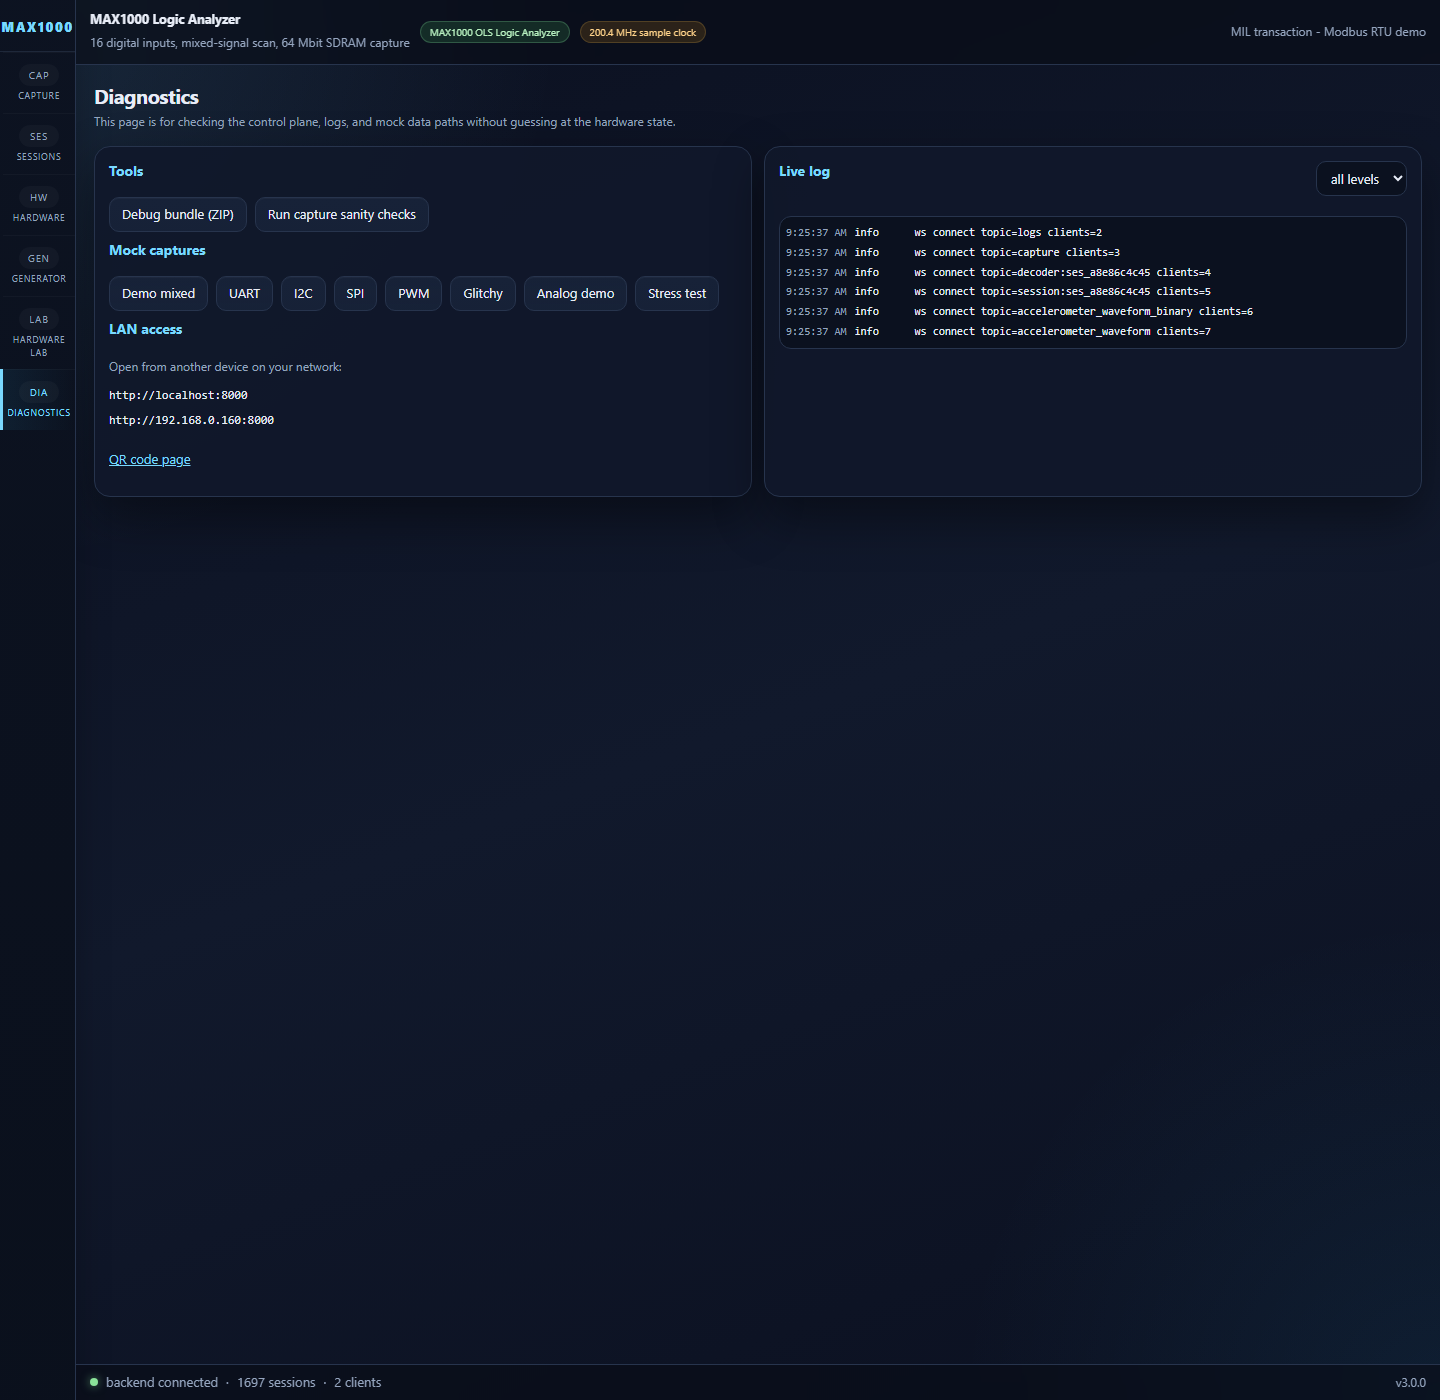 MAX1000
CAP
CAPTURE
SES
SESSIONS
HW
HARDWARE
GEN
GENERATOR
LAB
HARDWARE
LAB
DIA
DIAGNOSTICS
MAX1000 Logic Analyzer
16 digital inputs, mixed-signal scan, 64 Mbit SDRAM capture
MAX1000 OLS Logic Analyzer
200.4 MHz sample clock
MIL transaction - Modbus RTU demo
Diagnostics
This page is for checking the control plane, logs, and mock data paths without guessing at the hardware state.
Tools
Debug bundle (ZIP) Run capture sanity checks
Mock captures
Demo mixed UART I2C SPI PWM Glitchy Analog demo Stress test
LAN access
Open from another device on your network:
http://localhost:8000
http://192.168.0.160:8000
QR code page
Live log
all levels
9:25:37 AM info ws connect topic=logs clients=2
9:25:37 AM info ws connect topic=capture clients=3
9:25:37 AM info ws connect topic=decoder:ses_a8e86c4c45 clients=4
9:25:37 AM info ws connect topic=session:ses_a8e86c4c45 clients=5
9:25:37 AM info ws connect topic=accelerometer_waveform_binary clients=6
9:25:37 AM info ws connect topic=accelerometer_waveform clients=7
backend connected · 1697 sessions · 2 clients
v3.0.0